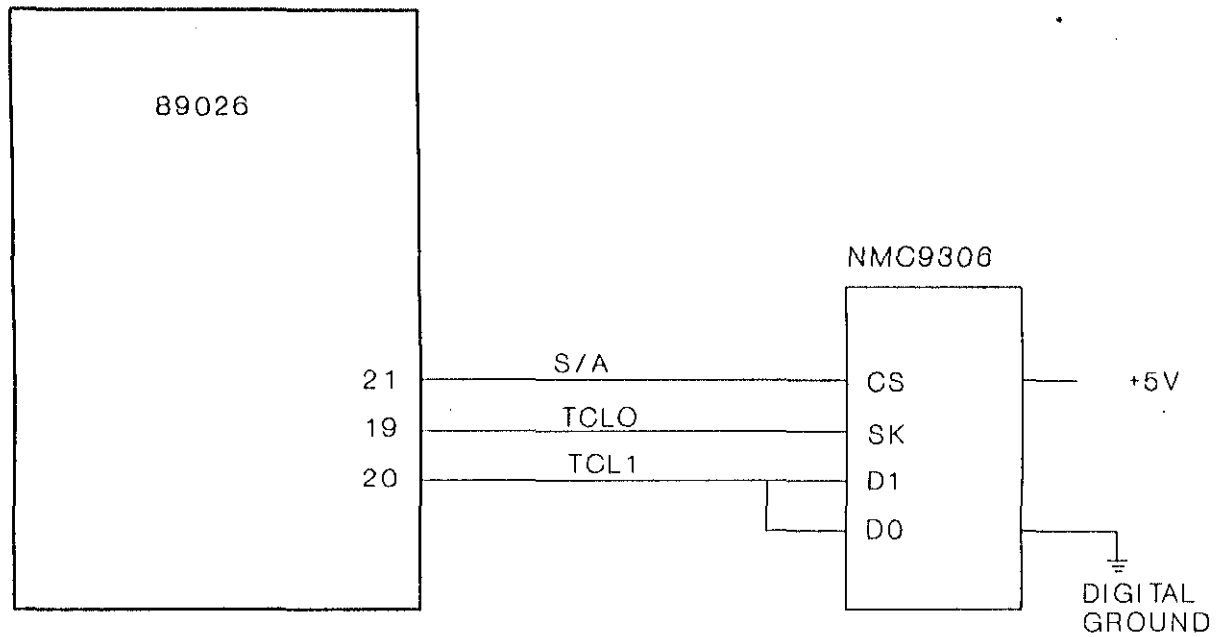 89026
NMC9306
S/A
21
CS
+5V
TCLO
19
SK
TCL1
20
D1
D0
DIGITAL
GROUND